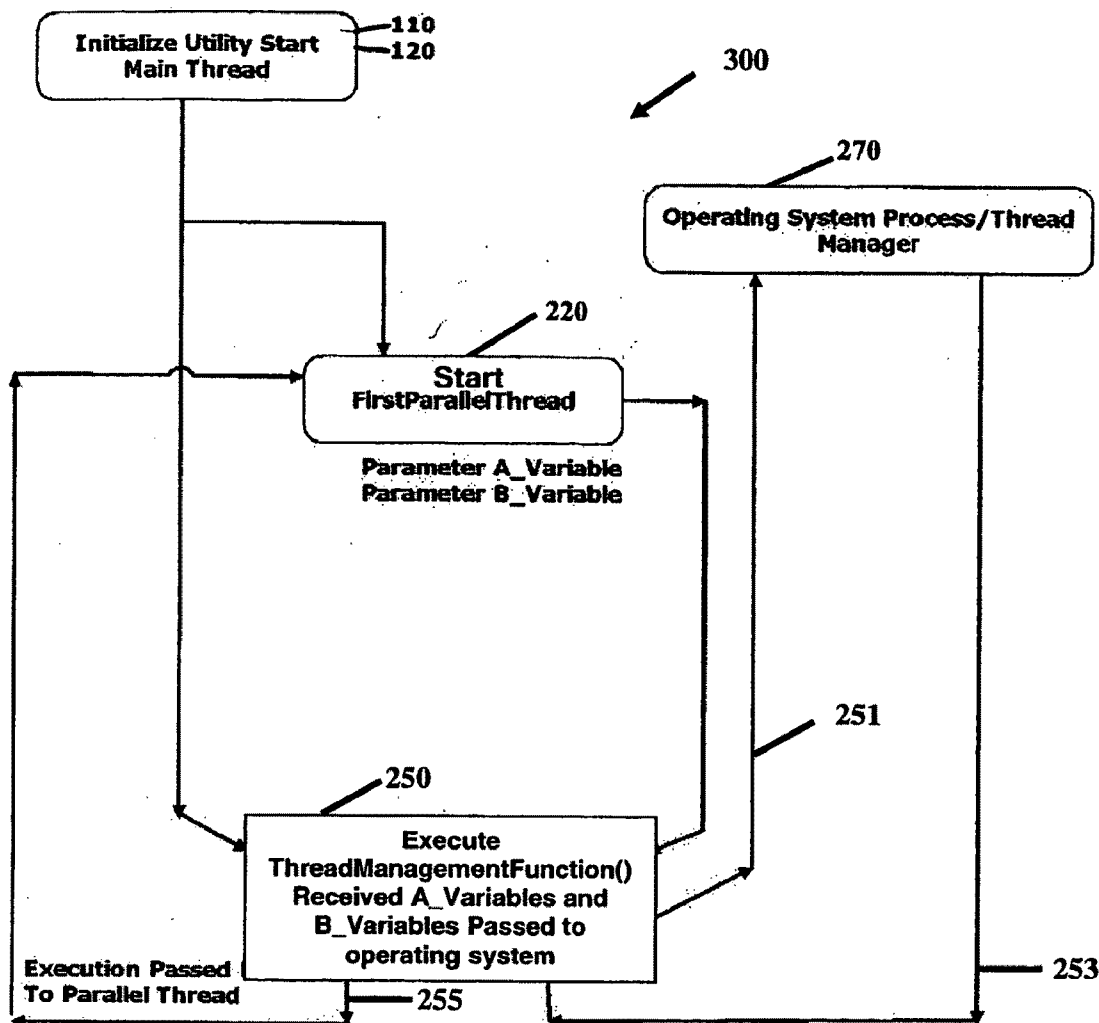 110
Initialize Utility Start
120
Main Thread
300
270
Operating System Process/Thread
Manager
220
Start
FirstParallelThread
Parameter A_Variable
Parameter B_Variable
251
250
Execute
ThreadManagementFunction()
Received A_Variables and
B_Variables Passed to
operating system
Execution Passed
To Parallel Thread
255
253